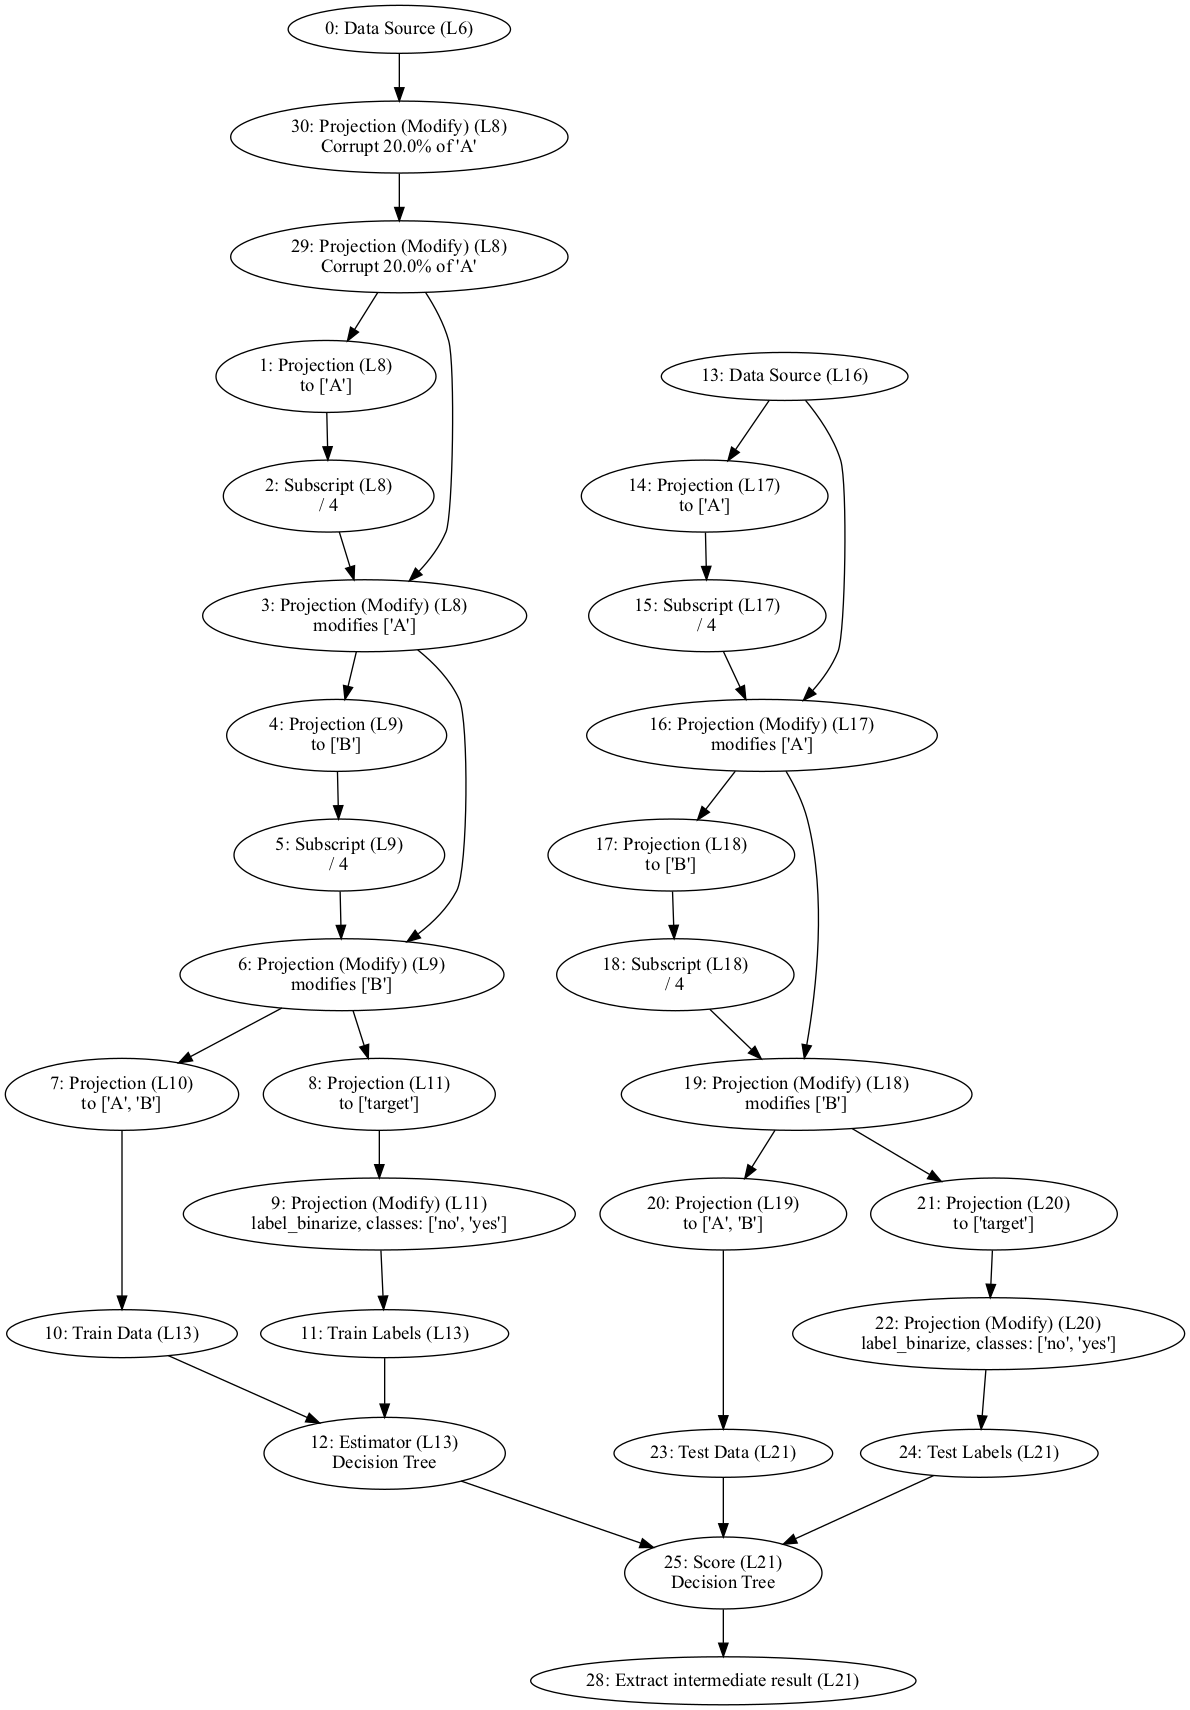 0: Data Source (L6)
30: Projection (Modify) (L8)
Corrupt 20.0% of 'A'
29: Projection (Modify) (L8)
Corrupt 20.0% of 'A'
1: Projection (L8)
to ['A']
13: Data Source (L16)
2: Subscript (L8)
/ 4
14: Projection (L17)
to ['A']
3: Projection (Modify) (L8)
modifies ['A']
15: Subscript (L17)
/ 4
4: Projection (L9)
to ['B']
16: Projection (Modify) (L17)
modifies ['A']
5: Subscript (L9)
/ 4
17: Projection (L18)
to ['B']
6: Projection (Modify) (L9)
modifies ['B']
18: Subscript (L18)
/ 4
7: Projection (L10)
to ['A', 'B']
8: Projection (L11)
to ['target']
19: Projection (Modify) (L18)
modifies ['B']
9: Projection (Modify) (L11)
label_binarize, classes: ['no', 'yes']
20: Projection (L19)
to ['A', 'B']
21: Projection (L20)
to ['target']
10: Train Data (L13)
11: Train Labels (L13)
22: Projection (Modify) (L20)
label_binarize, classes: ['no', 'yes']
12: Estimator (L13)
Decision Tree
23: Test Data (L21)
24: Test Labels (L21)
25: Score (L21)
Decision Tree
28: Extract intermediate result (L21)